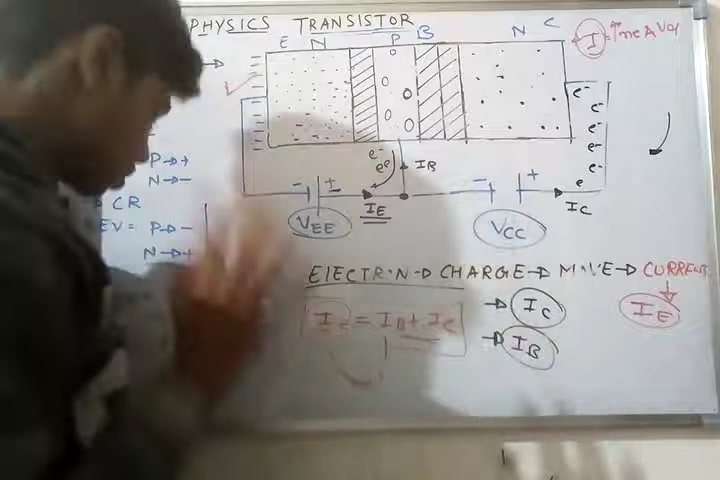 PHYSICS TRANSISTOR
E N P B N C
I
e-
e-
e-
e-
e
e
ee
IB
P→+
N→-
CR
EV= P→-
N→+
- +
- +
IE
IC
VEE
VCC
ELECTRON→CHARGE→MOVE→CURRENT
IE = IB+IC
→ IC
→ IB
IE